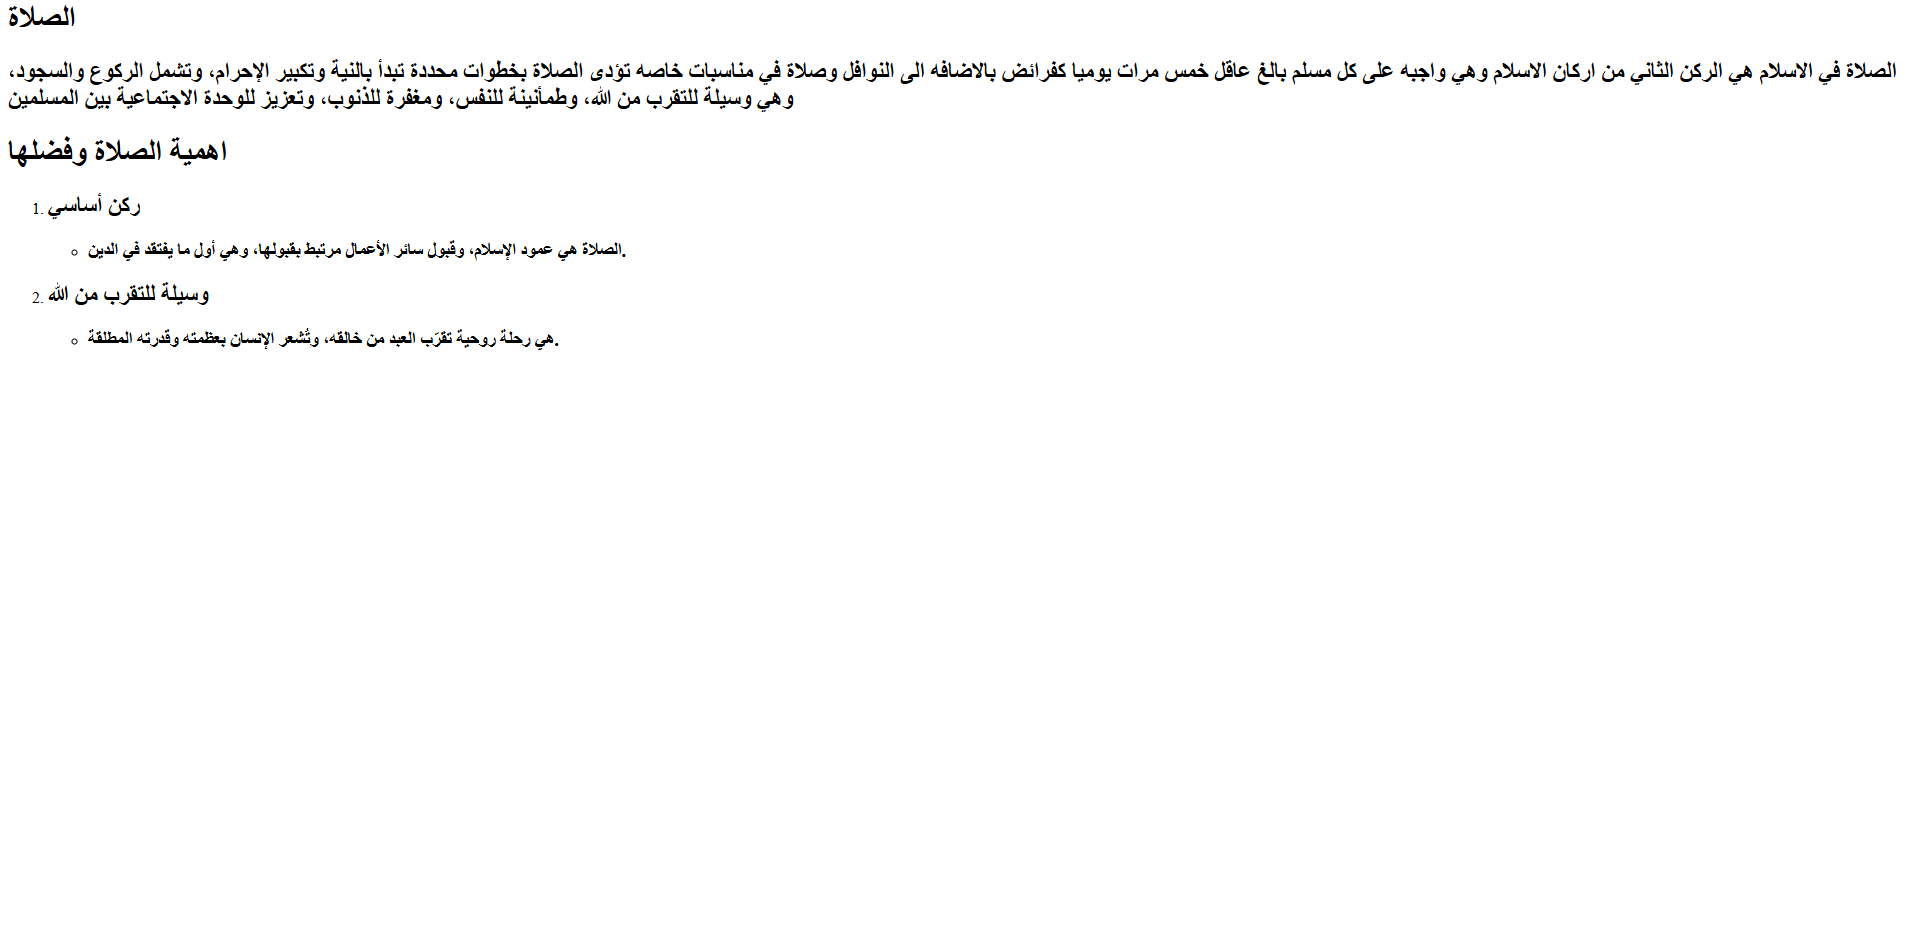 الصلاة
الصلاة في الاسلام هي الركن الثاني من اركان الاسلام وهي واجبه على كل مسلم بالغ عاقل خمس مرات يوميا كفرائض بالاضافه الى النوافل وصلاة في مناسبات خاصه تؤدى الصلاة بخطوات محددة تبدأ بالنية وتكبير الإحرام، وتشمل الركوع والسجود،
وهي وسيلة للتقرب من الله، وطمأنينة للنفس، ومغفرة للذنوب، وتعزيز للوحدة الاجتماعية بين المسلمين
اهمية الصلاة وفضلها
1. ركن أساسي
الصلاة هي عمود الإسلام، وقبول سائر الأعمال مرتبط بقبولها، وهي أول ما يفتقد في الدين.
2. وسيلة للتقرب من الله
هي رحلة روحية تقرّب العبد من خالقه، وتُشعر الإنسان بعظمته وقدرته المطلقة.